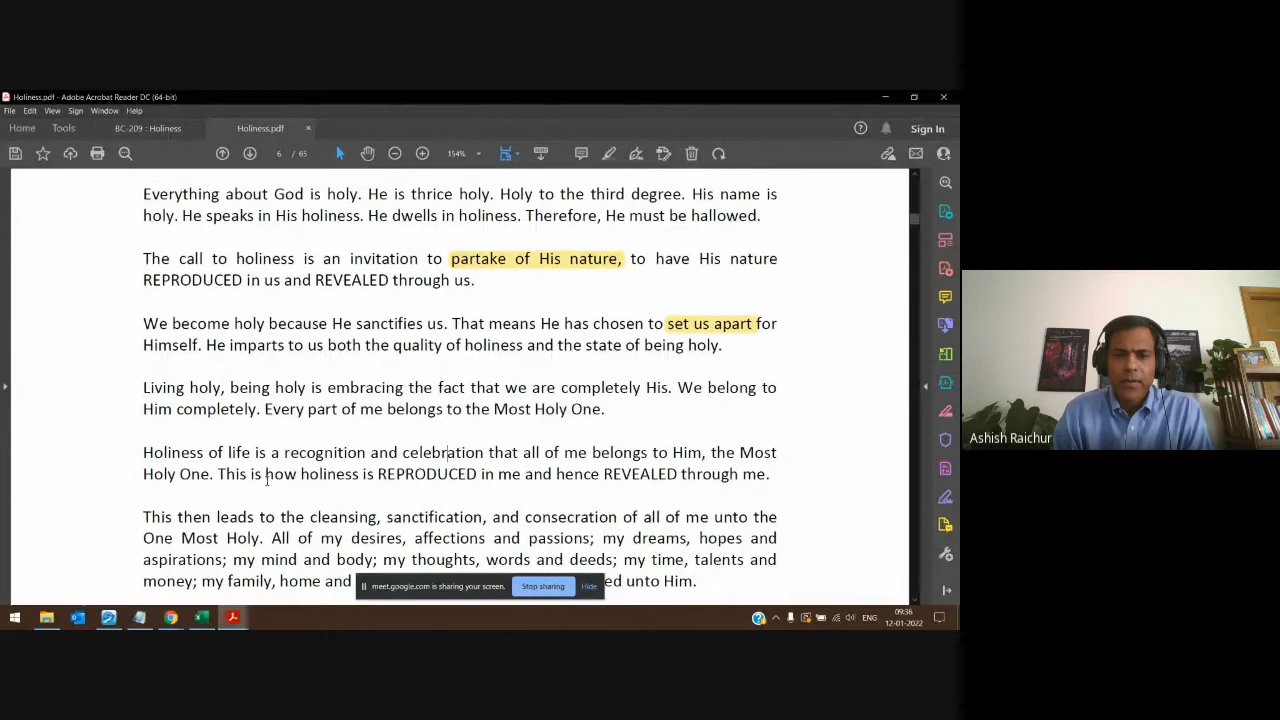 Holiness.pdf - Adobe Acrobat Reader DC (64-bit)
File Edit View Sign Window Help
Home Tools BC-209 : Holiness Holiness.pdf × Sign In
6 / 65 154%
Everything about God is holy. He is thrice holy. Holy to the third degree. His name is
holy. He speaks in His holiness. He dwells in holiness. Therefore, He must be hallowed.
The call to holiness is an invitation to partake of His nature, to have His nature
REPRODUCED in us and REVEALED through us.
We become holy because He sanctifies us. That means He has chosen to set us apart for
Himself. He imparts to us both the quality of holiness and the state of being holy.
Living holy, being holy is embracing the fact that we are completely His. We belong to
Him completely. Every part of me belongs to the Most Holy One.
Holiness of life is a recognition and celebration that all of me belongs to Him, the Most
Holy One. This is how holiness is REPRODUCED in me and hence REVEALED through me.
Ashish Raichur
This then leads to the cleansing, sanctification, and consecration of all of me unto the
One Most Holy. All of my desires, affections and passions; my dreams, hopes and
aspirations; my mind and body; my thoughts, words and deeds; my time, talents and
money; my family, home and ed unto Him.
meet.google.com is sharing your screen. Stop sharing Hide
ENG 09:36
12-01-2022